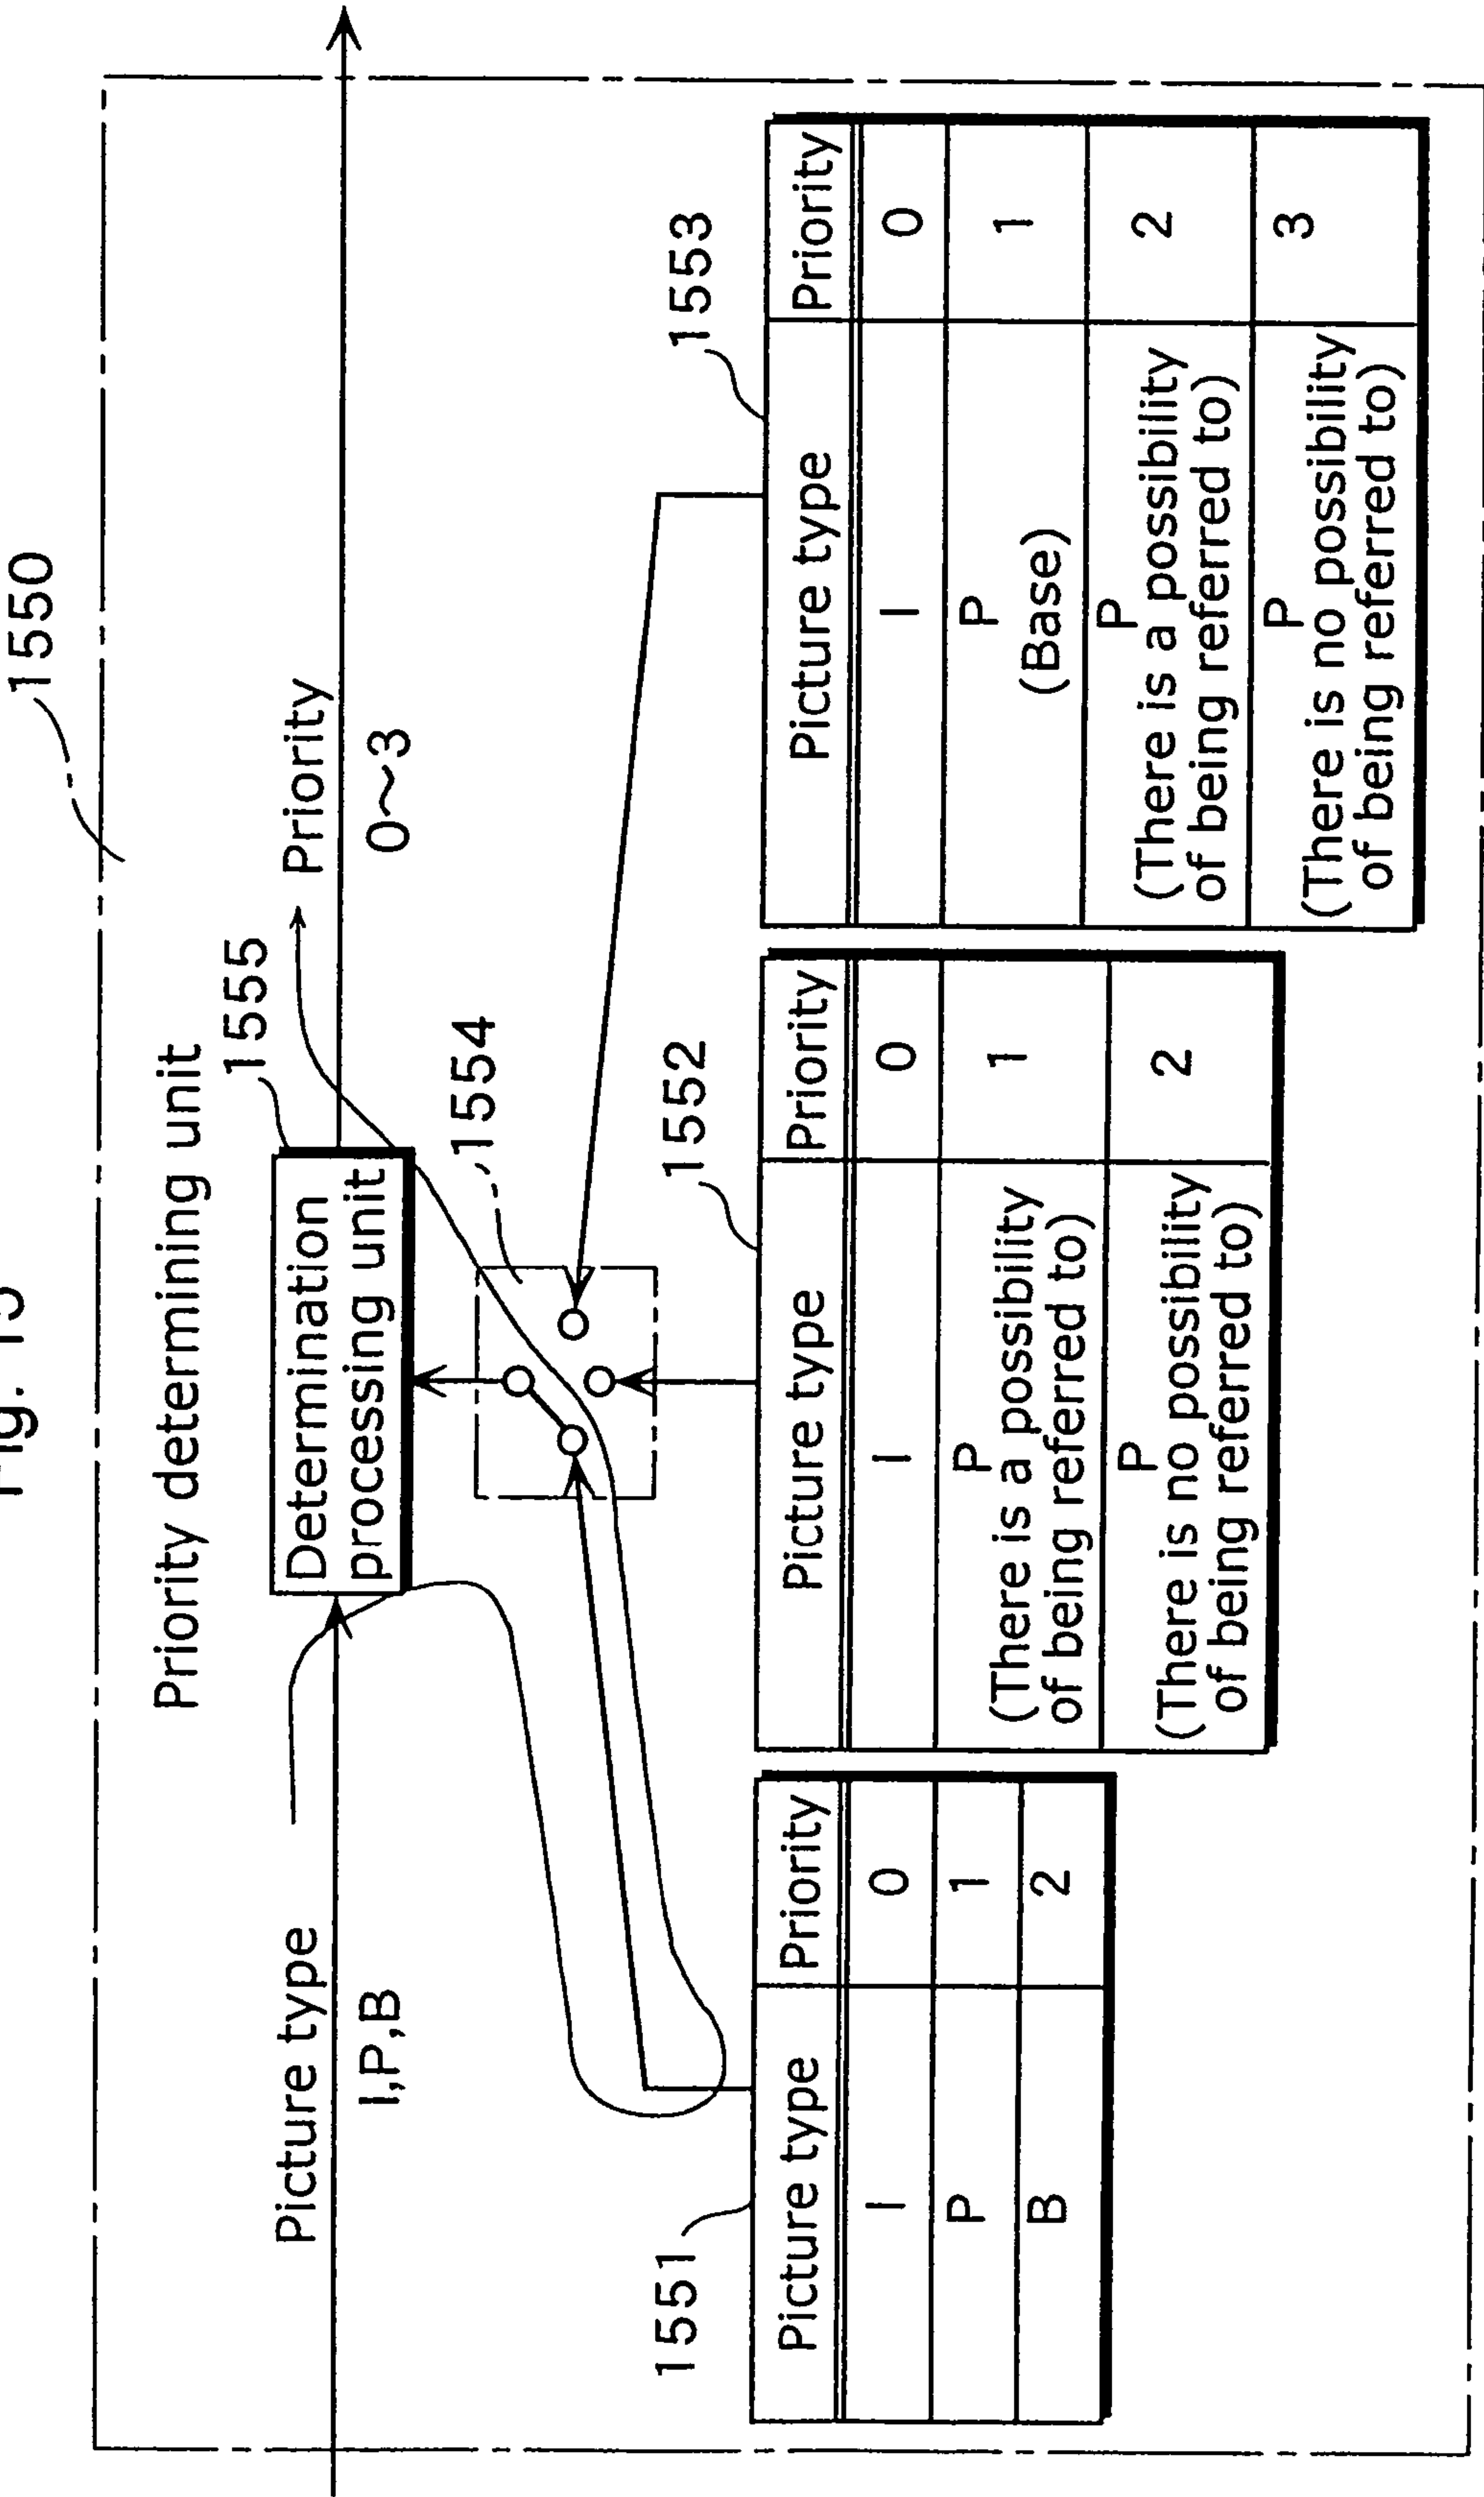 1550
Priority determining unit
1555
Picture type
I,P,B
Determination
processing unit
Priority
0~3
1554
1551
Picture type Priority
I 0
P 1
B 2
1552
Picture type Priority
I 0
P 1
(There is a possibility
of being referred to)
P 2
(There is no possibility
of being referred to)
1553
Picture type Priority
I 0
P 1
(Base)
P 2
(There is a possibility
of being referred to)
P 3
(There is no possibility
of being referred to)